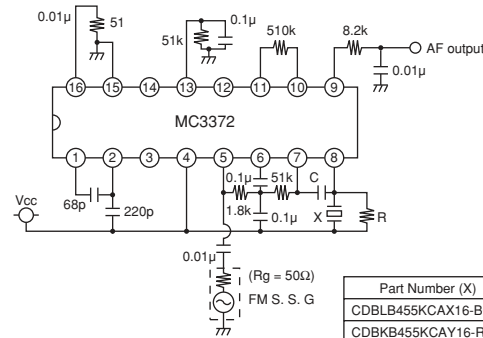 0.01µ
51
51k
0.1µ
510k
8.2k
AF output
0.01µ
16
15
14
13
12
11
10
9
MC3372
1
2
3
4
5
6
7
8
Vcc
68p
220p
0.1µ
51k
C
1.8k
0.1µ
X
R
0.01µ
(Rg = 50Ω)
FM S. S. G
Part Number (X)
CDBLB455KCAX16-B
CDBKB455KCAY16-R